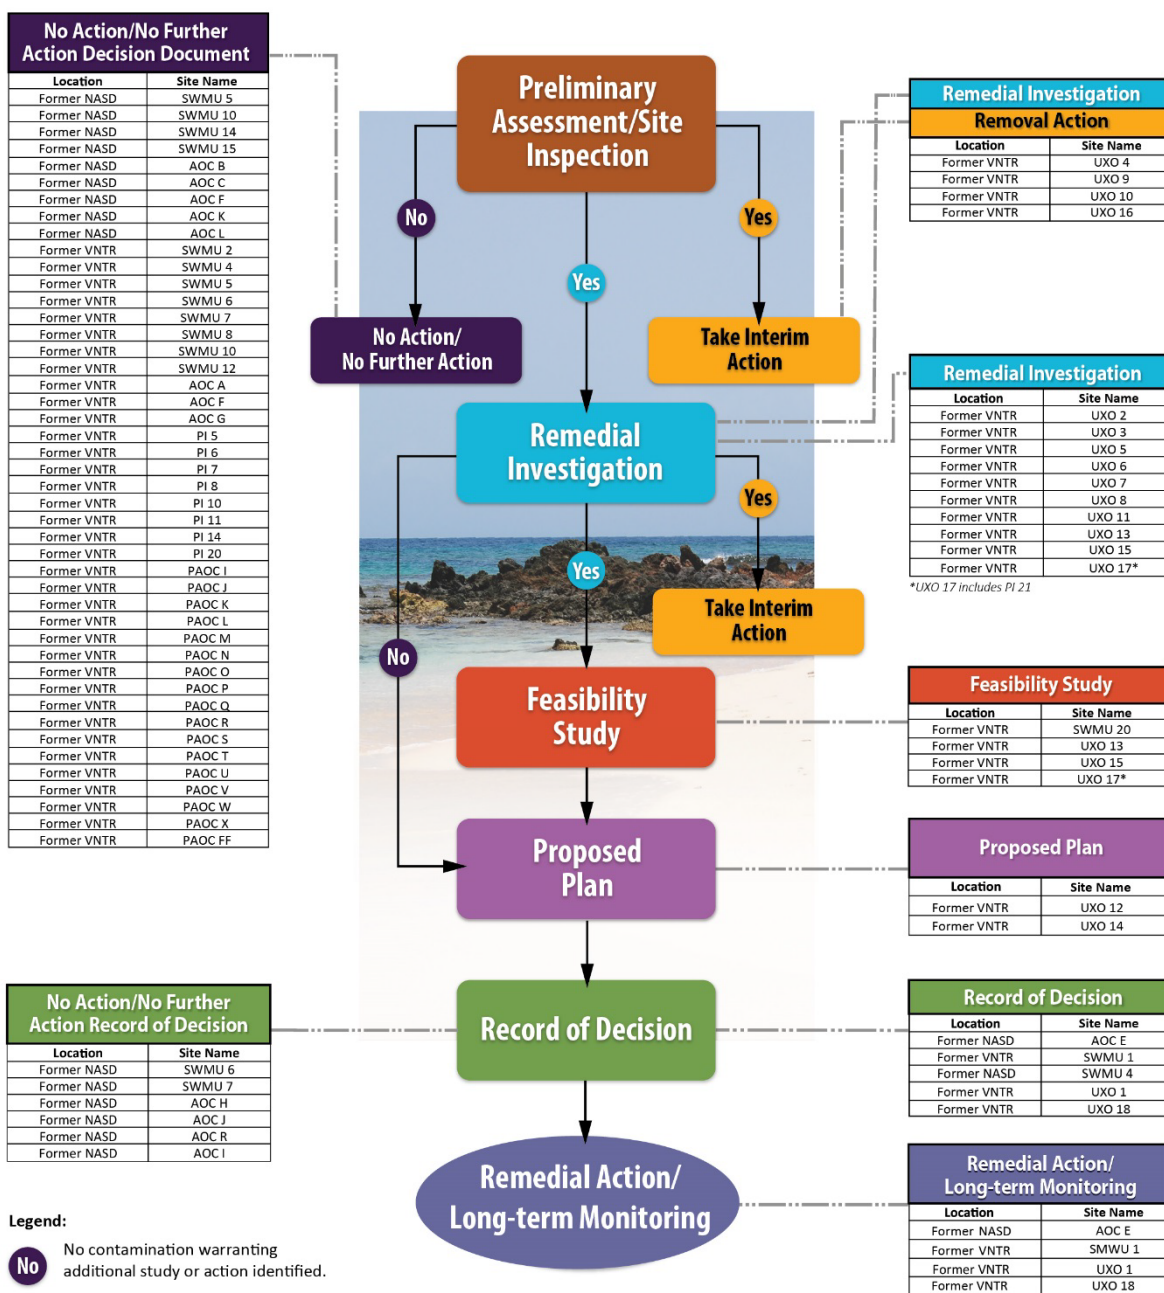 No Action/No Further
Action Decision Document
Location Site Name
Former NASD SWMU 5
Former NASD SWMU 10
Former NASD SWMU 14
Former NASD SWMU 15
Former NASD AOC B
Former NASD AOC C
Former NASD AOC F
Former NASD AOC K
Former NASD AOC L
Former VNTR SWMU 2
Former VNTR SWMU 4
Former VNTR SWMU 5
Former VNTR SWMU 6
Former VNTR SWMU 7
Former VNTR SWMU 8
Former VNTR SWMU 10
Former VNTR SWMU 12
Former VNTR AOC A
Former VNTR AOC F
Former VNTR AOC G
Former VNTR PI 5
Former VNTR PI 6
Former VNTR PI 7
Former VNTR PI 8
Former VNTR PI 10
Former VNTR PI 11
Former VNTR PI 14
Former VNTR PI 20
Former VNTR PAOC I
Former VNTR PAOC J
Former VNTR PAOC K
Former VNTR PAOC L
Former VNTR PAOC M
Former VNTR PAOC N
Former VNTR PAOC O
Former VNTR PAOC P
Former VNTR PAOC Q
Former VNTR PAOC R
Former VNTR PAOC S
Former VNTR PAOC T
Former VNTR PAOC U
Former VNTR PAOC V
Former VNTR PAOC W
Former VNTR PAOC X
Former VNTR PAOC FF
No Action/No Further
Action Record of Decision
Location Site Name
Former NASD SWMU 6
Former NASD SWMU 7
Former NASD AOC H
Former NASD AOC J
Former NASD AOC R
Former NASD AOC I
Legend:
No
No contamination warranting
additional study or action identified.
Preliminary
Assessment/Site
Inspection
No
Yes
Yes
No Action/
No Further Action
Take Interim
Action
Remedial
Investigation
Yes
Yes
Take Interim
Action
No
Feasibility
Study
Proposed
Plan
Record of Decision
Remedial Action/
Long-term Monitoring
Remedial Investigation
Removal Action
Location Site Name
Former VNTR UXO 4
Former VNTR UXO 9
Former VNTR UXO 10
Former VNTR UXO 16
Remedial Investigation
Location Site Name
Former VNTR UXO 2
Former VNTR UXO 3
Former VNTR UXO 5
Former VNTR UXO 6
Former VNTR UXO 7
Former VNTR UXO 8
Former VNTR UXO 11
Former VNTR UXO 13
Former VNTR UXO 15
Former VNTR UXO 17*
*UXO 17 includes PI 21
Feasibility Study
Location Site Name
Former VNTR SWMU 20
Former VNTR UXO 13
Former VNTR UXO 15
Former VNTR UXO 17*
Proposed Plan
Location Site Name
Former VNTR UXO 12
Former VNTR UXO 14
Record of Decision
Location Site Name
Former NASD AOC E
Former VNTR SWMU 1
Former NASD SWMU 4
Former VNTR UXO 1
Former VNTR UXO 18
Remedial Action/
Long-term Monitoring
Location Site Name
Former NASD AOC E
Former VNTR SMWU 1
Former VNTR UXO 1
Former VNTR UXO 18